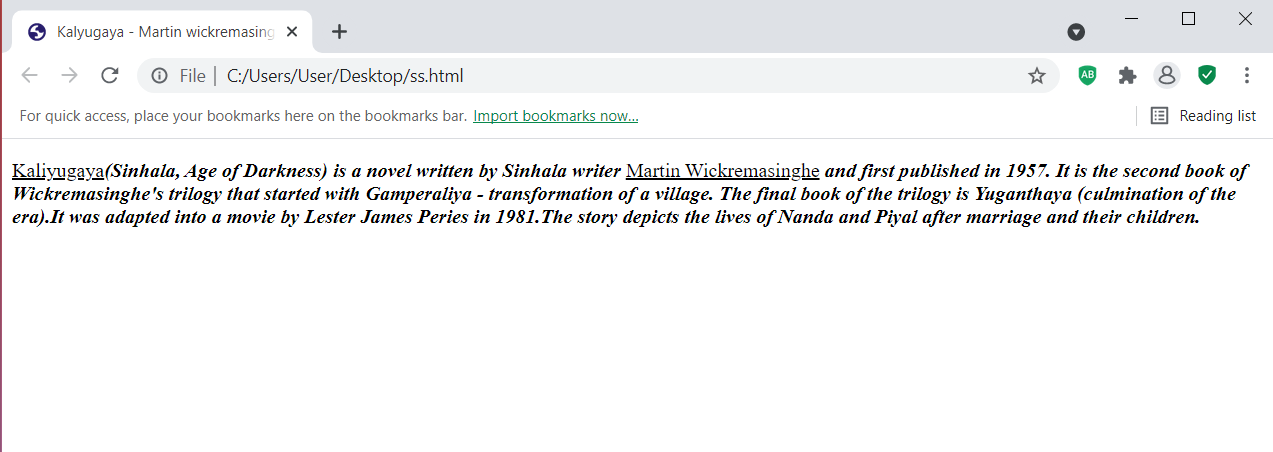 Kalyugaya - Martin wickremasing
File | C:/Users/User/Desktop/ss.html
AB
For quick access, place your bookmarks here on the bookmarks bar. Import bookmarks now...
Reading list
Kaliyugaya(Sinhala, Age of Darkness) is a novel written by Sinhala writer Martin Wickremasinghe and first published in 1957. It is the second book of
Wickremasinghe's trilogy that started with Gamperaliya - transformation of a village. The final book of the trilogy is Yuganthaya (culmination of the
era).It was adapted into a movie by Lester James Peries in 1981.The story depicts the lives of Nanda and Piyal after marriage and their children.